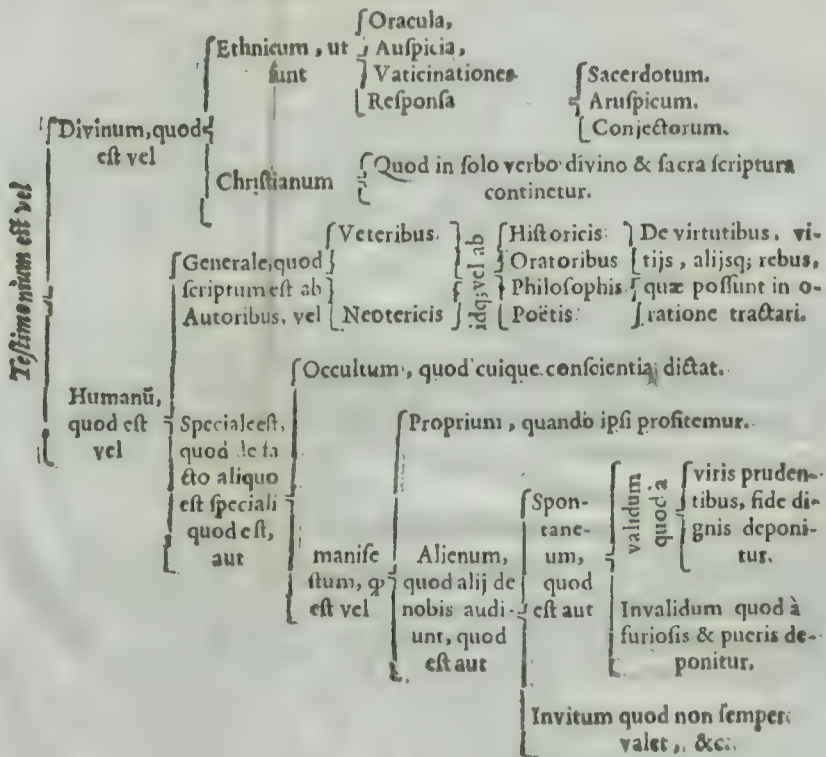 Testimonium est vel
Divinum, quod
est vel
Ethnicum, ut
sunt
Oracula,
Auspicia,
Vaticinationes
Responsa
Sacerdotum.
Aruspicum.
Conjectorum.
Christianum
Quod in solo verbo divino & sacra scriptura
continetur.
Humanū,
quod est
vel
Generale, quod
scriptum est ab
Autoribus, vel
Veteribus.
Neotericis
idq; vel ab
Historicis
Oratoribus
Philosophis
Poëtis
De virtutibus, vi-
tijs, alijsq; rebus,
quæ possunt in o-
ratione tractari.
Speciale est,
quod de fa
cto aliquo
est speciali
quod est,
aut
Occultum, quod cuique conscientia dictat.
manife
stum, ꝙ
est vel
Proprium, quando ipsi profitemur.
Alienum,
quod alij de
nobis audi-
unt, quod
est aut
Spon-
tane-
um,
quod
est aut
validum
quod a
viris pruden-
tibus, fide di-
gnis deponi-
tur.
Invalidum quod à
furiosis & pueris de-
ponitur.
Invitum quod non semper
valet, &c.